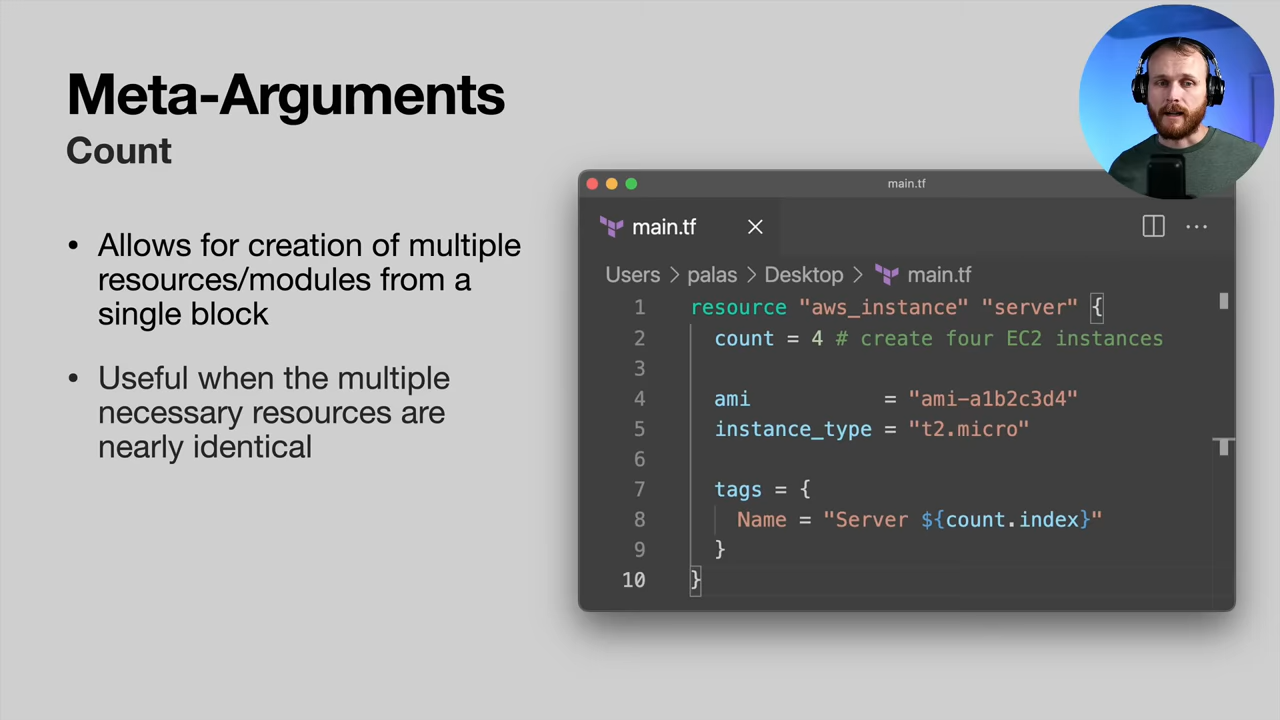 Meta-Arguments
Count
• Allows for creation of multiple
resources/modules from a
single block
• Useful when the multiple
necessary resources are
nearly identical
main.tf
main.tf
Users > palas > Desktop > main.tf
1 resource "aws_instance" "server" {
2 count = 4 # create four EC2 instances
3
4 ami = "ami-a1b2c3d4"
5 instance_type = "t2.micro"
6
7 tags = {
8 Name = "Server ${count.index}"
9 }
10 }